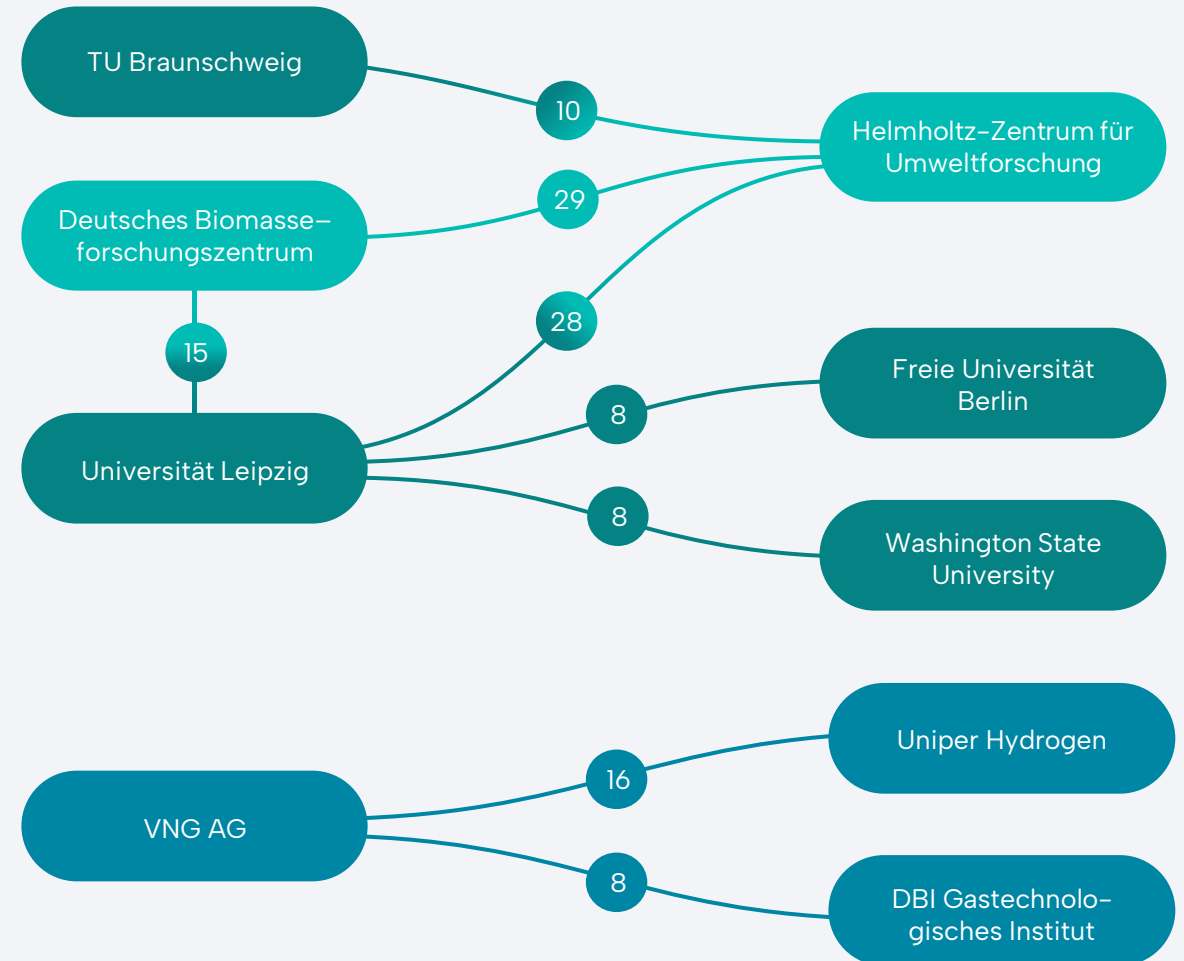 TU Braunschweig
10
Helmholtz-Zentrum für
Umweltforschung
29
Deutsches Biomasse–
forschungszentrum
28
15
Freie Universität
Berlin
8
Universität Leipzig
8
Washington State
University
Uniper Hydrogen
16
VNG AG
8
DBI Gastechnolo-
gisches Institut